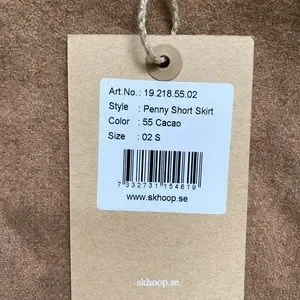 Art.No.: 19.218.55.02
Style : Penny Short Skirt
Color : 55 Cacao
Size : 02 S
7 332731 154619
www.skhoop.se
skhoop.se